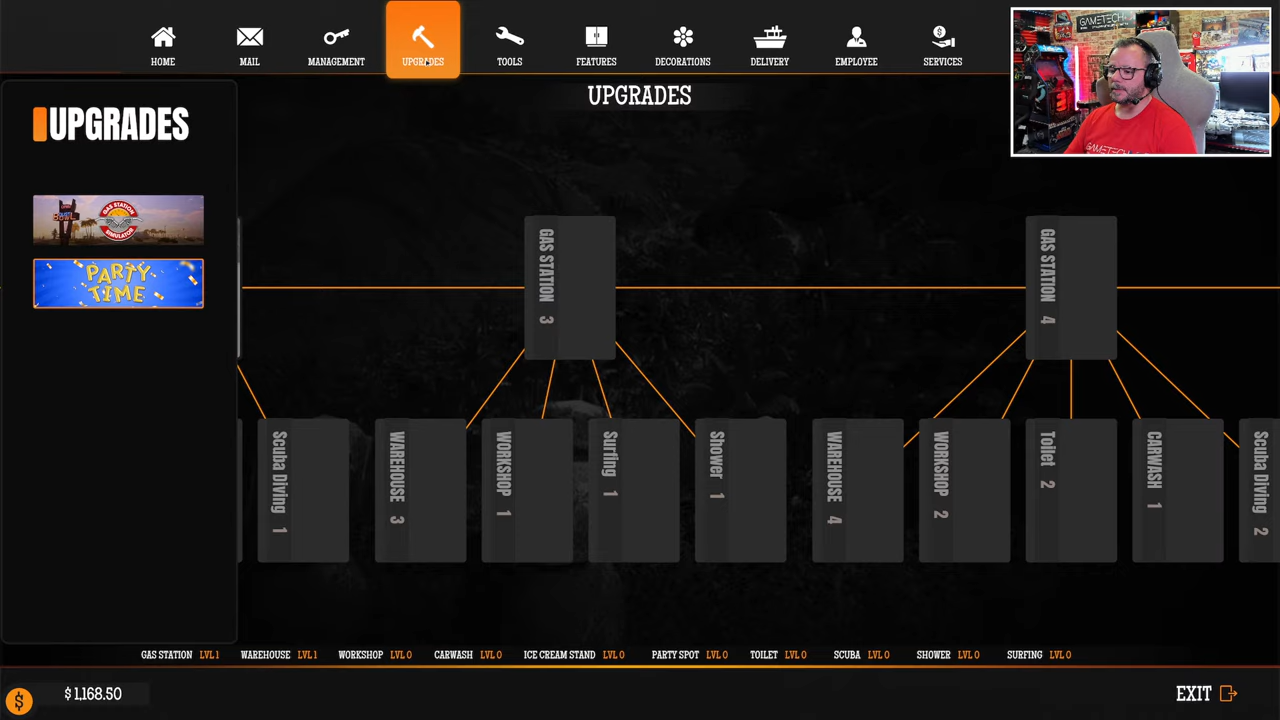 HOME
MAIL
MANAGEMENT
UPGRADES
TOOLS
FEATURES
DECORATIONS
DELIVERY
EMPLOYEE
SERVICES
UPGRADES
UPGRADES
GAS STATION
SIMULATOR
PARTY
TIME
GAS STATION 3
GAS STATION 4
Scuba Diving 1
WAREHOUSE 3
WORKSHOP 1
Surfing 1
Shower 1
WAREHOUSE 4
WORKSHOP 2
Toilet 2
CARWASH 1
Scuba Diving 2
GAS STATION LVL 1
WAREHOUSE LVL 1
WORKSHOP LVL 0
CARWASH LVL 0
ICE CREAM STAND LVL 0
PARTY SPOT LVL 0
TOILET LVL 0
SCUBA LVL 0
SHOWER LVL 0
SURFING LVL 0
$ 1,168.50
EXIT
GAMETECH